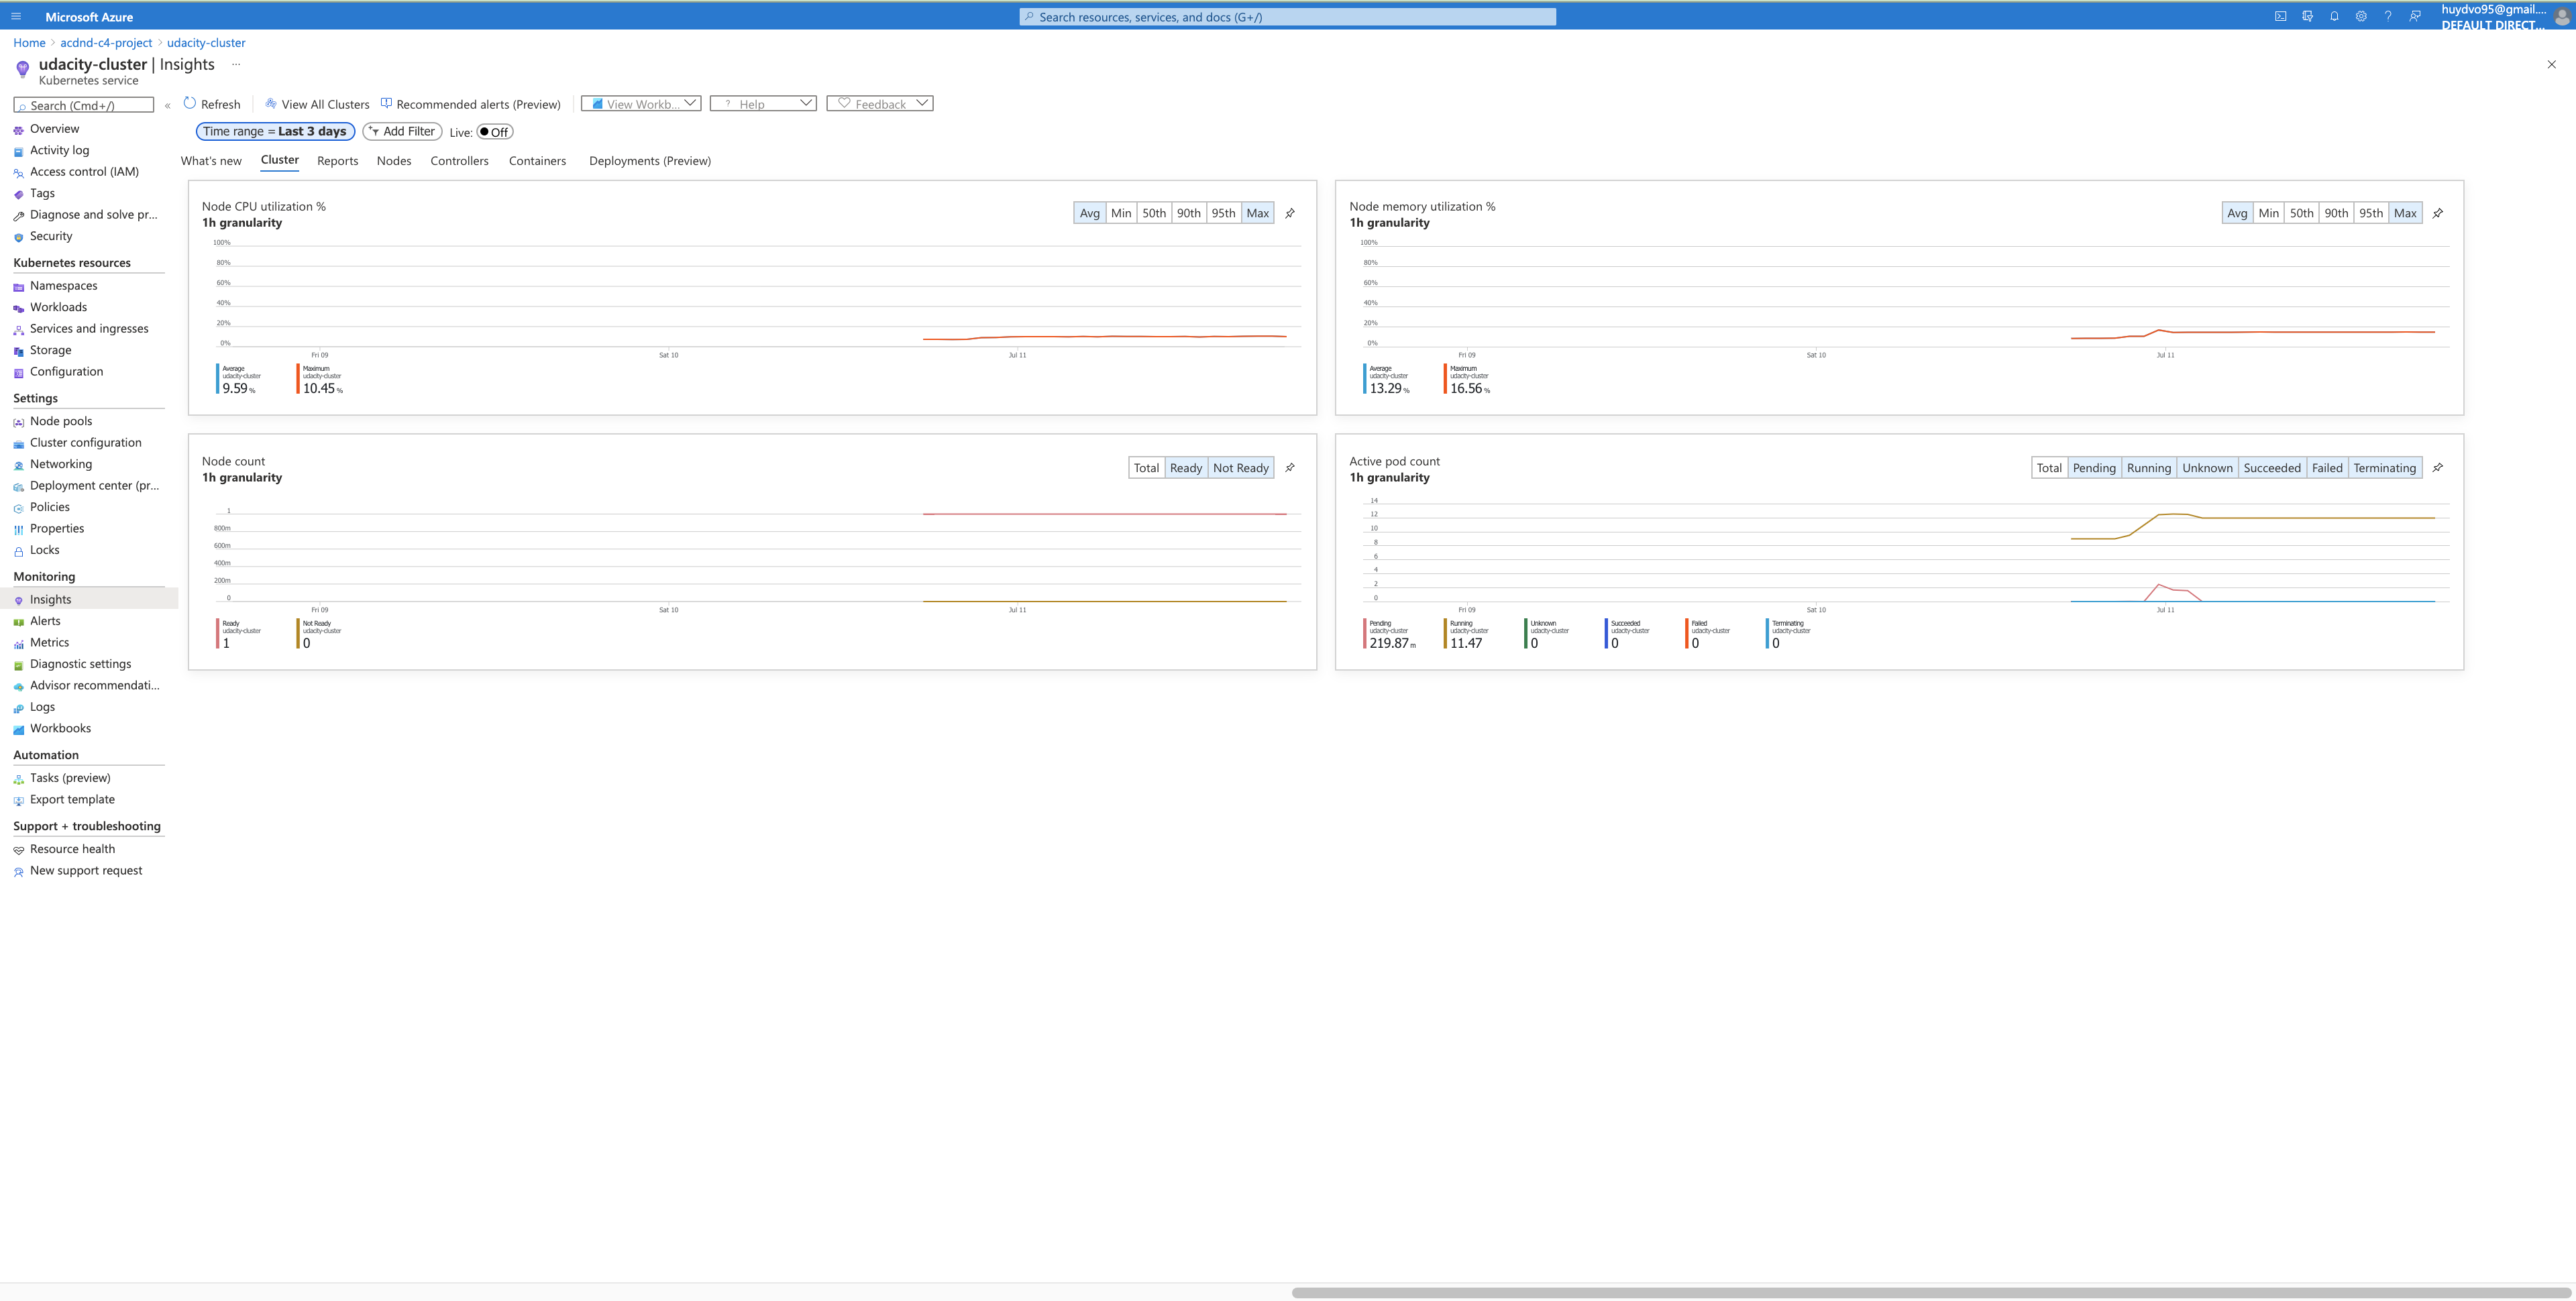 Microsoft Azure
Search resources, services, and docs (G+/)
huydvo95@gmail....
DEFAULT DIRECT...
Home > acdnd-c4-project > udacity-cluster
udacity-cluster | Insights ...
Kubernetes service
Search (Cmd+/)
«
Refresh
View All Clusters
Recommended alerts (Preview)
View Workb...
? Help
Feedback
Time range = Last 3 days
Add Filter
Live: Off
What's new
Cluster
Reports
Nodes
Controllers
Containers
Deployments (Preview)
Overview
Activity log
Access control (IAM)
Tags
Diagnose and solve pr...
Security
Kubernetes resources
Namespaces
Workloads
Services and ingresses
Storage
Configuration
Settings
Node pools
Cluster configuration
Networking
Deployment center (pr...
Policies
Properties
Locks
Monitoring
Insights
Alerts
Metrics
Diagnostic settings
Advisor recommendati...
Logs
Workbooks
Automation
Tasks (preview)
Export template
Support + troubleshooting
Resource health
New support request
Node CPU utilization %
1h granularity
Avg Min 50th 90th 95th Max
100%
80%
60%
40%
20%
0%
Fri 09 Sat 10 Jul 11
Average
udacity-cluster
9.59 %
Maximum
udacity-cluster
10.45 %
Node memory utilization %
1h granularity
Avg Min 50th 90th 95th Max
100%
80%
60%
40%
20%
0%
Fri 09 Sat 10 Jul 11
Average
udacity-cluster
13.29 %
Maximum
udacity-cluster
16.56 %
Node count
1h granularity
Total Ready Not Ready
1
800m
600m
400m
200m
0
Fri 09 Sat 10 Jul 11
Ready
udacity-cluster
1
Not Ready
udacity-cluster
0
Active pod count
1h granularity
Total Pending Running Unknown Succeeded Failed Terminating
14
12
10
8
6
4
2
0
Fri 09 Sat 10 Jul 11
Pending
udacity-cluster
219.87 m
Running
udacity-cluster
11.47
Unknown
udacity-cluster
0
Succeeded
udacity-cluster
0
Failed
udacity-cluster
0
Terminating
udacity-cluster
0